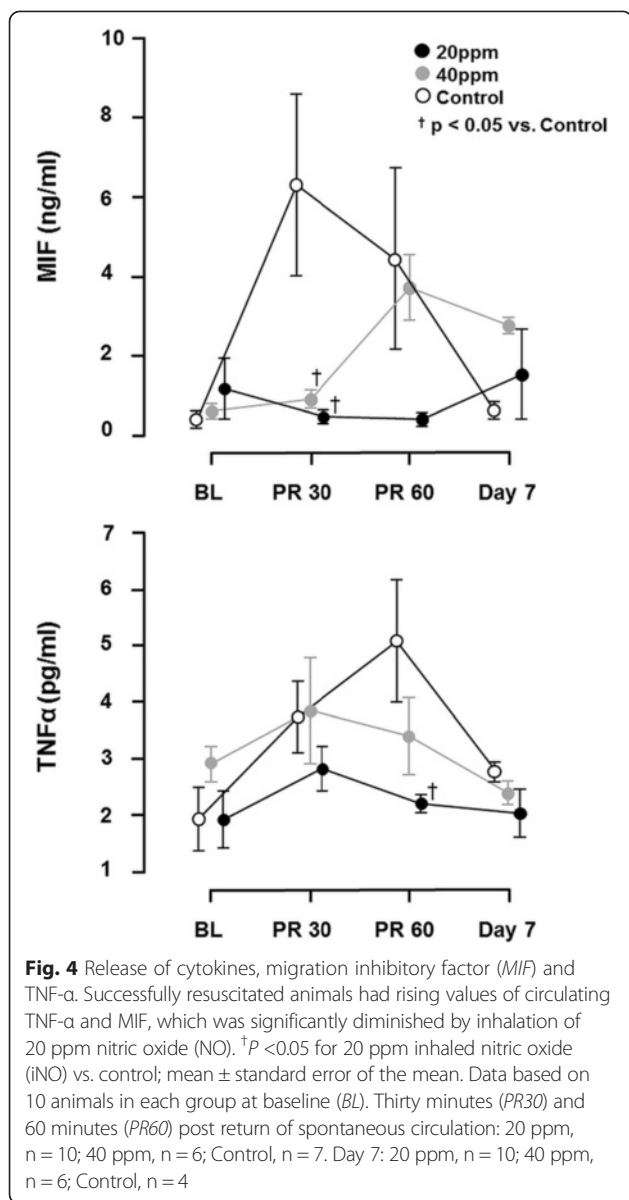 10
8
6
4
2
0
MIF (ng/ml)
20ppm
40ppm
Control
† p < 0.05 vs. Control
†
†
BL PR 30 PR 60 Day 7
7
6
5
4
3
2
1
TNFα (pg/ml)
†
BL PR 30 PR 60 Day 7
Fig. 4 Release of cytokines, migration inhibitory factor (MIF) and
TNF-α. Successfully resuscitated animals had rising values of circulating
TNF-α and MIF, which was significantly diminished by inhalation of
20 ppm nitric oxide (NO). †P <0.05 for 20 ppm inhaled nitric oxide
(iNO) vs. control; mean ± standard error of the mean. Data based on
10 animals in each group at baseline (BL). Thirty minutes (PR30) and
60 minutes (PR60) post return of spontaneous circulation: 20 ppm,
n = 10; 40 ppm, n = 6; Control, n = 7. Day 7: 20 ppm, n = 10; 40 ppm,
n = 6; Control, n = 4